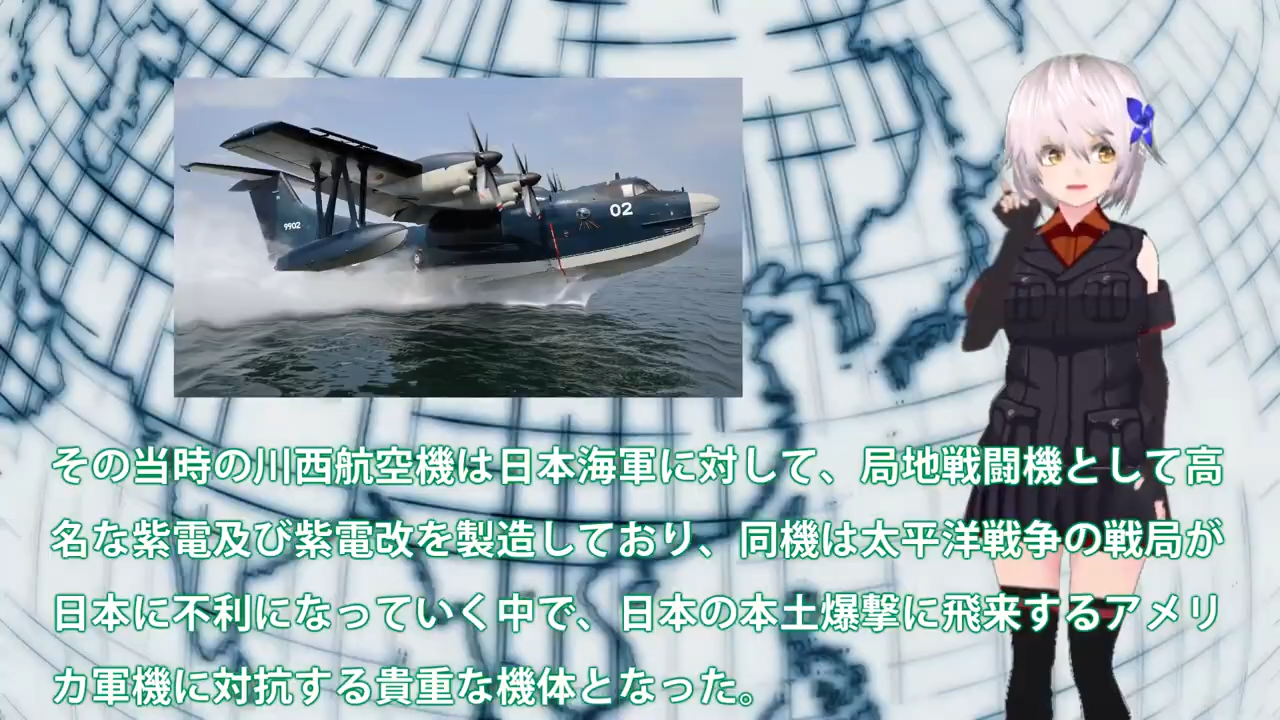 02
9902
その当時の川西航空機は日本海軍に対して、局地戦闘機として高
名な紫電及び紫電改を製造しており、同機は太平洋戦争の戦局が
日本に不利になっていく中で、日本の本土爆撃に飛来するアメリ
カ軍機に対抗する貴重な機体となった。